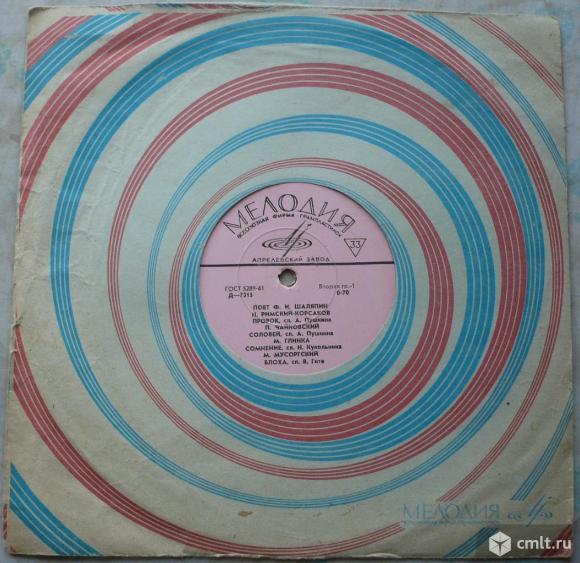 МЕЛОДИЯ
ВСЕСОЮЗНАЯ ФИРМА ГРАМПЛАСТИНОК
33
АПРЕЛЕВСКИЙ ЗАВОД
ГОСТ 5289-61
Д—7315
Вторая гр.-1
0-70
ПОЕТ Ф. И. ШАЛЯПИН
Н. РИМСКИЙ-КОРСАКОВ
ПРОРОК, сл. А. Пушкина
П. ЧАЙКОВСКИЙ
СОЛОВЕЙ, сл. А. Пушкина
М. ГЛИНКА
СОМНЕНИЕ, сл. Н. Кукольника
М. МУСОРГСКИЙ
БЛОХА, сл. В. Гете
МЕЛОДИЯ
cmlt.ru